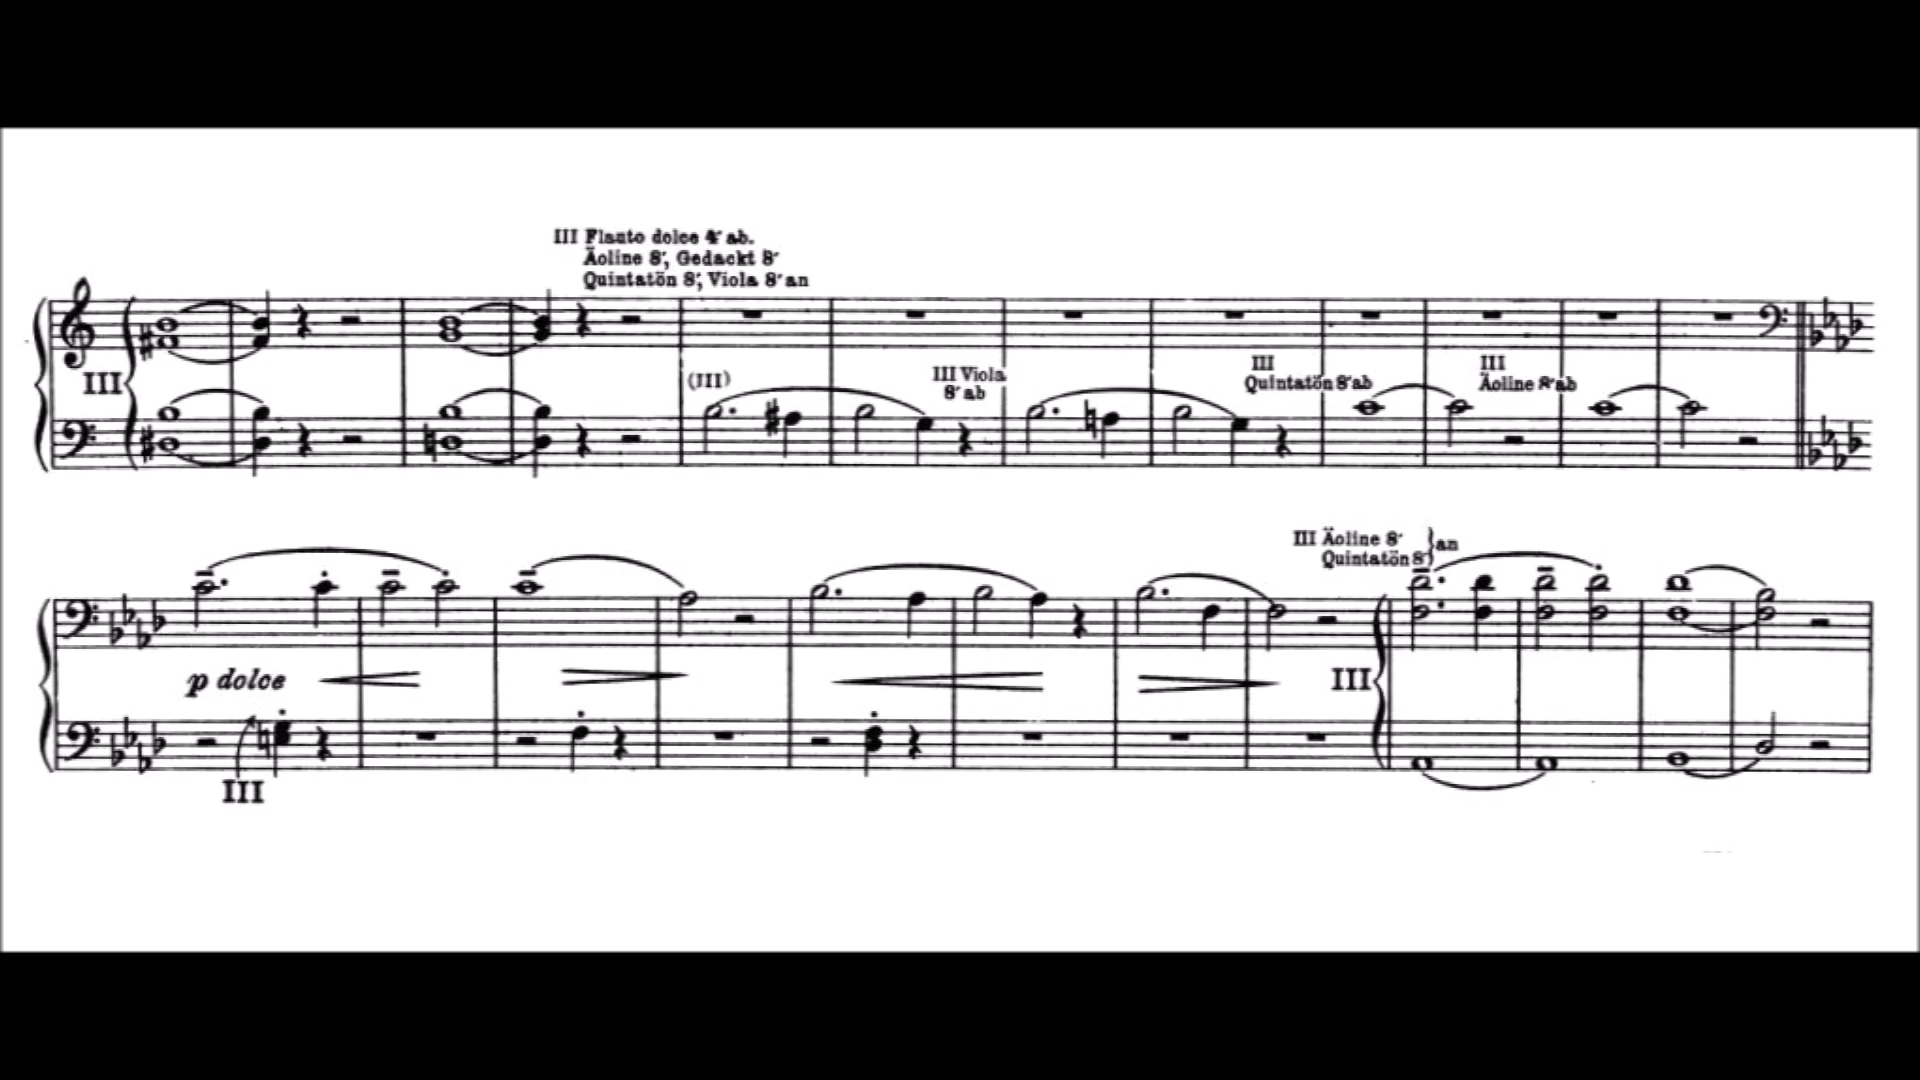 III Flauto dolce 4' ab.
Äoline 8', Gedackt 8'
Quintatön 8', Viola 8' an
III
(III)
III Viola
8' ab
III
Quintatön 8' ab
III
Äoline 8' ab
III Äoline 8'
Quintatön 8' } an
p dolce
III
III